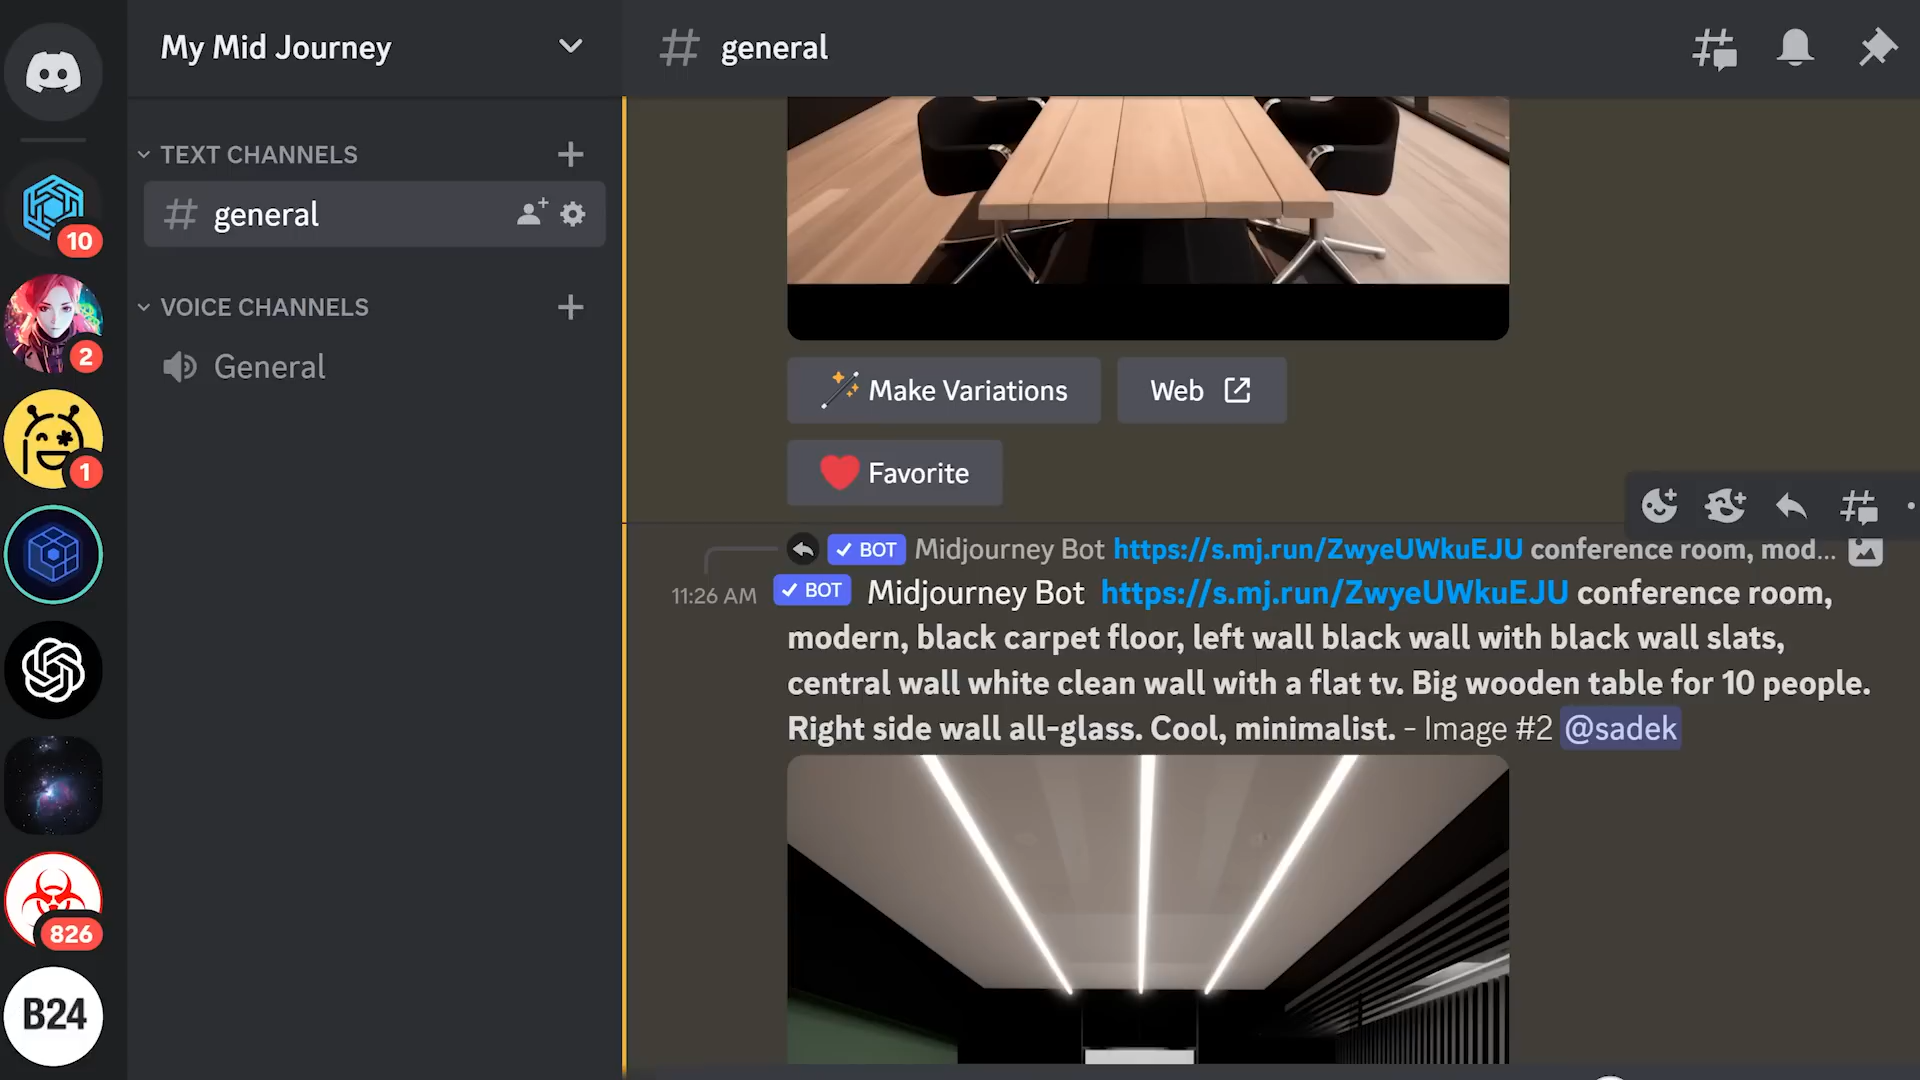 My Mid Journey
general
TEXT CHANNELS
general
VOICE CHANNELS
General
10
2
1
826
B24
Make Variations
Web
Favorite
BOT Midjourney Bot https://s.mj.run/ZwyeUWkuEJU conference room, mod...
11:26 AM BOT Midjourney Bot https://s.mj.run/ZwyeUWkuEJU conference room,
modern, black carpet floor, left wall black wall with black wall slats,
central wall white clean wall with a flat tv. Big wooden table for 10 people.
Right side wall all-glass. Cool, minimalist. - Image #2 @sadek